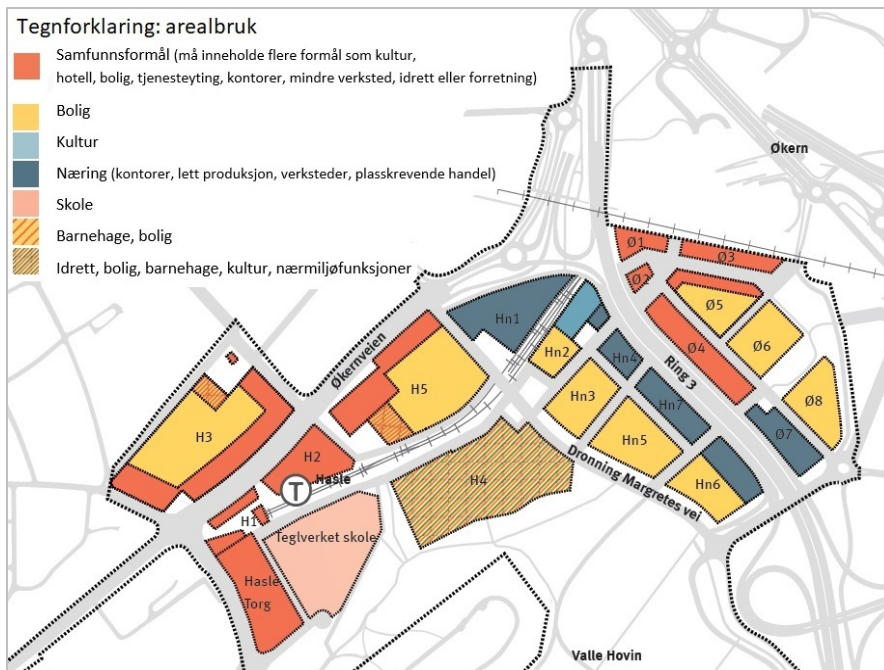 Tegnforklaring: arealbruk
Samfunnsformål (må inneholde flere formål som kultur,
hotell, bolig, tjenesteyting, kontorer, mindre verksted, idrett eller forretning)
Bolig
Kultur
Næring (kontorer, lett produksjon, verksteder, plasskrevende handel)
Skole
Barnehage, bolig
Idrett, bolig, barnehage, kultur, nærmiljøfunksjoner
Økern
Ø1
Ø3
Ø2
Ø5
Hn1
Ø6
Ø4
Hn2
Hn4
Ring 3
Økernveien
H5
Hn3
Hn7
Ø8
H3
Hn5
Ø7
H2
Hn6
Dronning Margretes vei
Hasle
T
H4
H1
Teglverket skole
Hasle
Torg
Valle Hovin